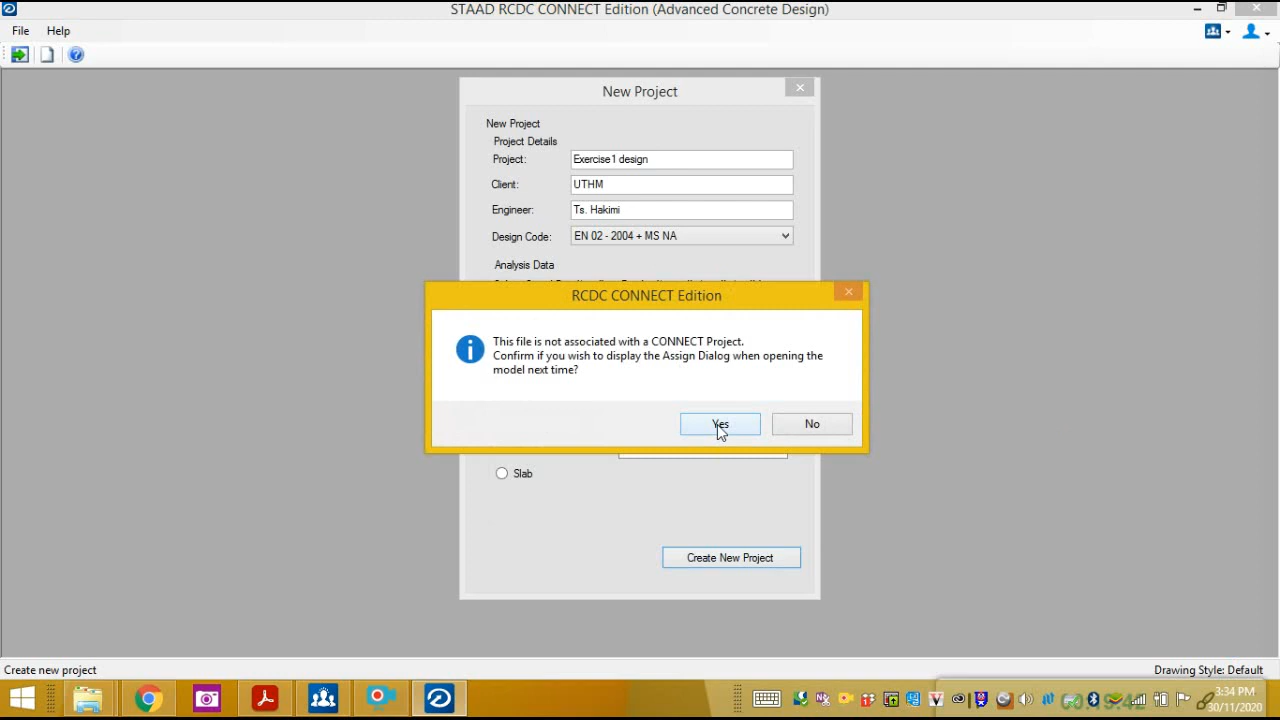 STAAD RCDC CONNECT Edition (Advanced Concrete Design)
File Help
New Project
New Project
Project Details
Project: Exercise1 design
Client: UTHM
Engineer: Ts. Hakimi
Design Code: EN 02 - 2004 + MS NA
Analysis Data
RCDC CONNECT Edition
This file is not associated with a CONNECT Project.
Confirm if you wish to display the Assign Dialog when opening the
model next time?
Yes No
Slab
Create New Project
Create new project Drawing Style: Default
3:34 PM
30/11/2020